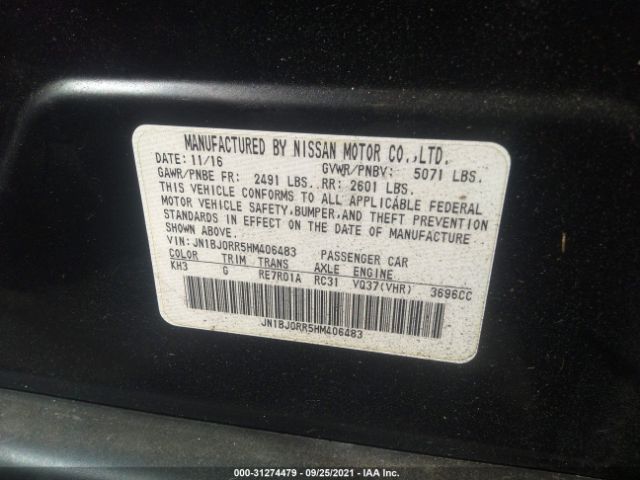 MANUFACTURED BY NISSAN MOTOR CO.,LTD.
DATE: 11/16 GVWR/PNBV: 5071 LBS.
GAWR/PNBE FR: 2491 LBS. RR: 2601 LBS.
THIS VEHICLE CONFORMS TO ALL APPLICABLE FEDERAL
MOTOR VEHICLE SAFETY,BUMPER,AND THEFT PREVENTION
STANDARDS IN EFFECT ON THE DATE OF MANUFACTURE
SHOWN ABOVE.
VIN: JN1BJ0RR5HM406483 PASSENGER CAR
COLOR TRIM TRANS AXLE ENGINE
KH3 G RE7R01A RC31 VQ37(VHR) 3696CC
JN1BJ0RR5HM406483
000-31274479 - 09/25/2021 - IAA Inc.